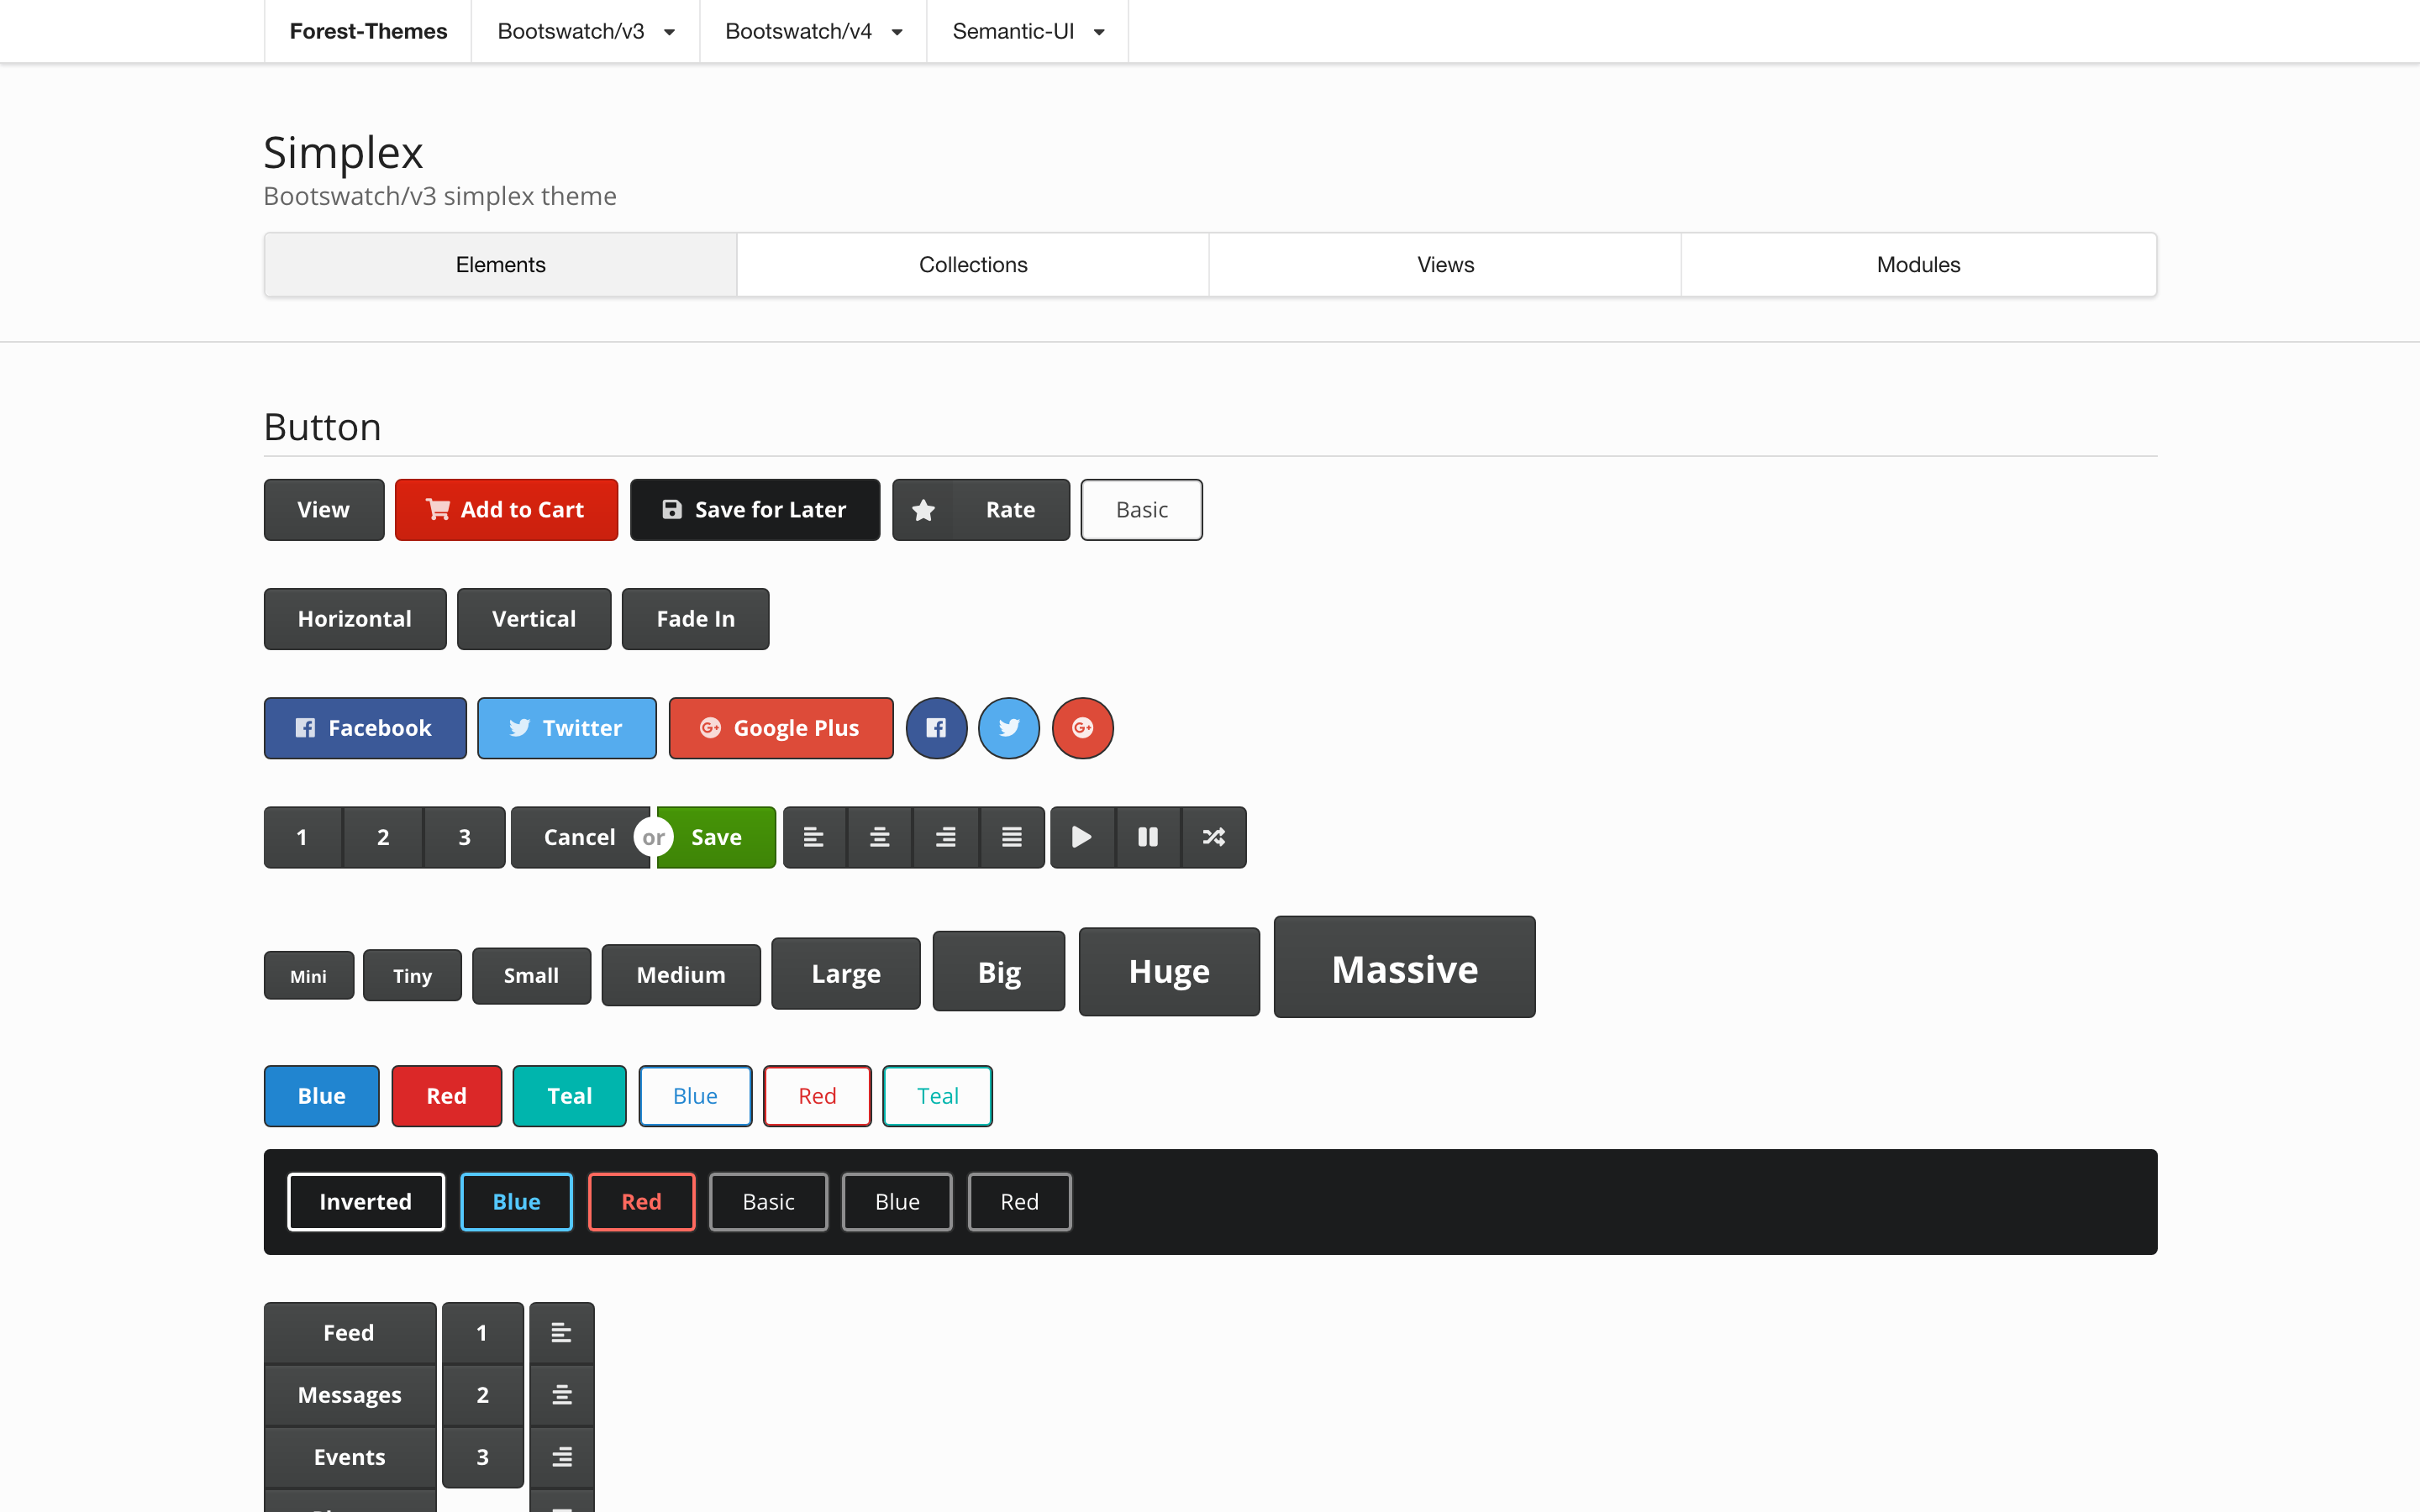 Forest-Themes Bootswatch/v3 Bootswatch/v4 Semantic-UI
Simplex
Bootswatch/v3 simplex theme
Elements Collections Views Modules
Button
View Add to Cart Save for Later Rate Basic
Horizontal Vertical Fade In
Facebook Twitter Google Plus
1 2 3 Cancel or Save
Mini Tiny Small Medium Large Big Huge Massive
Blue Red Teal Blue Red Teal
Inverted Blue Red Basic Blue Red
Feed 1
Messages 2
Events 3